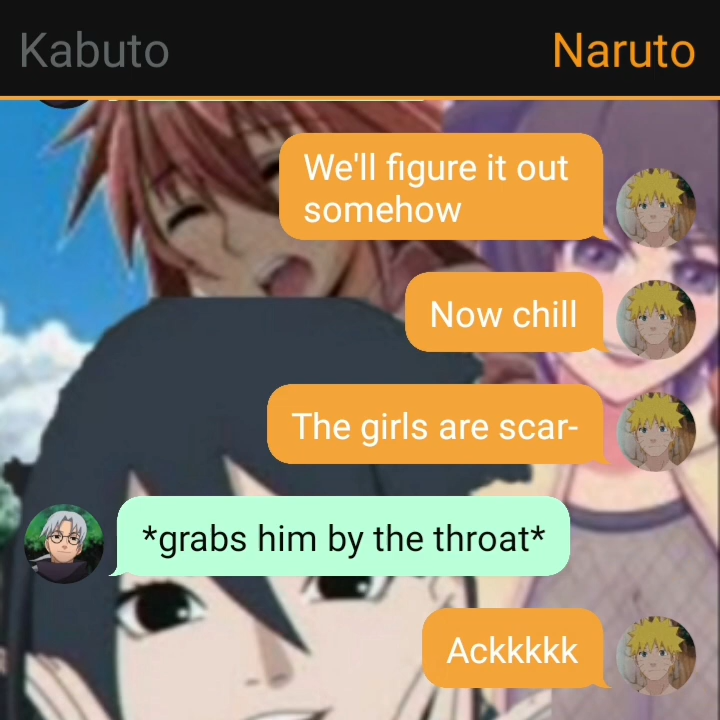 Kabuto
Naruto
We'll figure it out
somehow
Now chill
The girls are scar-
*grabs him by the throat*
Ackkkkk